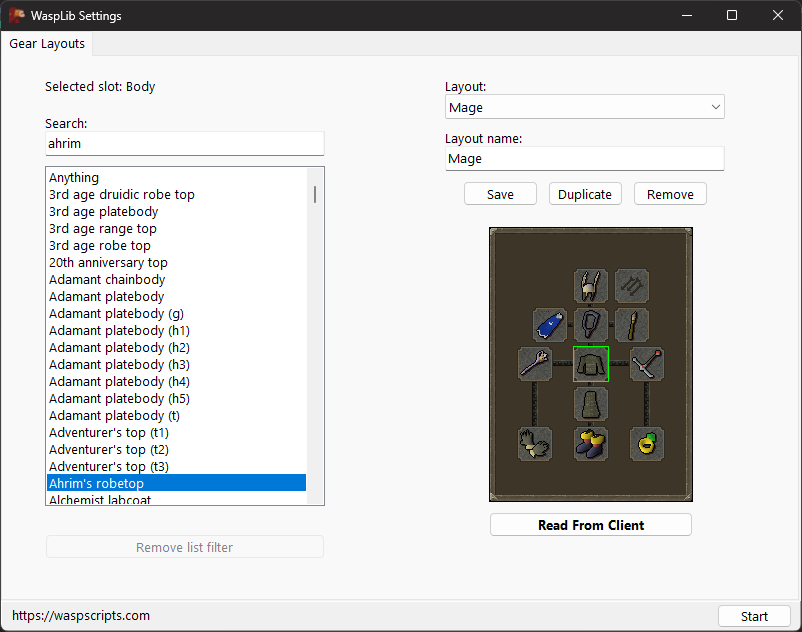 WaspLib Settings
Gear Layouts
Selected slot: Body
Search:
ahrim
Anything
3rd age druidic robe top
3rd age platebody
3rd age range top
3rd age robe top
20th anniversary top
Adamant chainbody
Adamant platebody
Adamant platebody (g)
Adamant platebody (h1)
Adamant platebody (h2)
Adamant platebody (h3)
Adamant platebody (h4)
Adamant platebody (h5)
Adamant platebody (t)
Adventurer's top (t1)
Adventurer's top (t2)
Adventurer's top (t3)
Ahrim's robetop
Alchemist labcoat
Remove list filter
Layout:
Mage
Layout name:
Mage
Save
Duplicate
Remove
Read From Client
https://waspscripts.com
Start